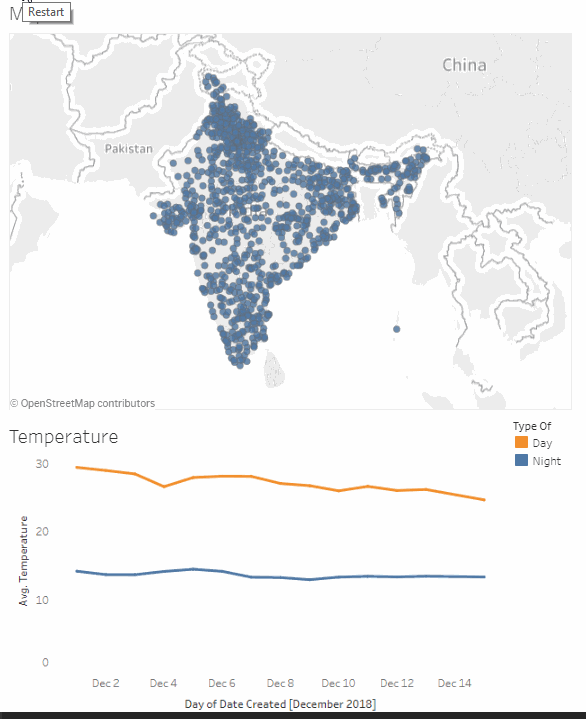 Restart
China
Pakistan
© OpenStreetMap contributors
Temperature
Type Of
Day
Night
30
20
10
0
Avg. Temperature
Dec 2
Dec 4
Dec 6
Dec 8
Dec 10
Dec 12
Dec 14
Day of Date Created [December 2018]